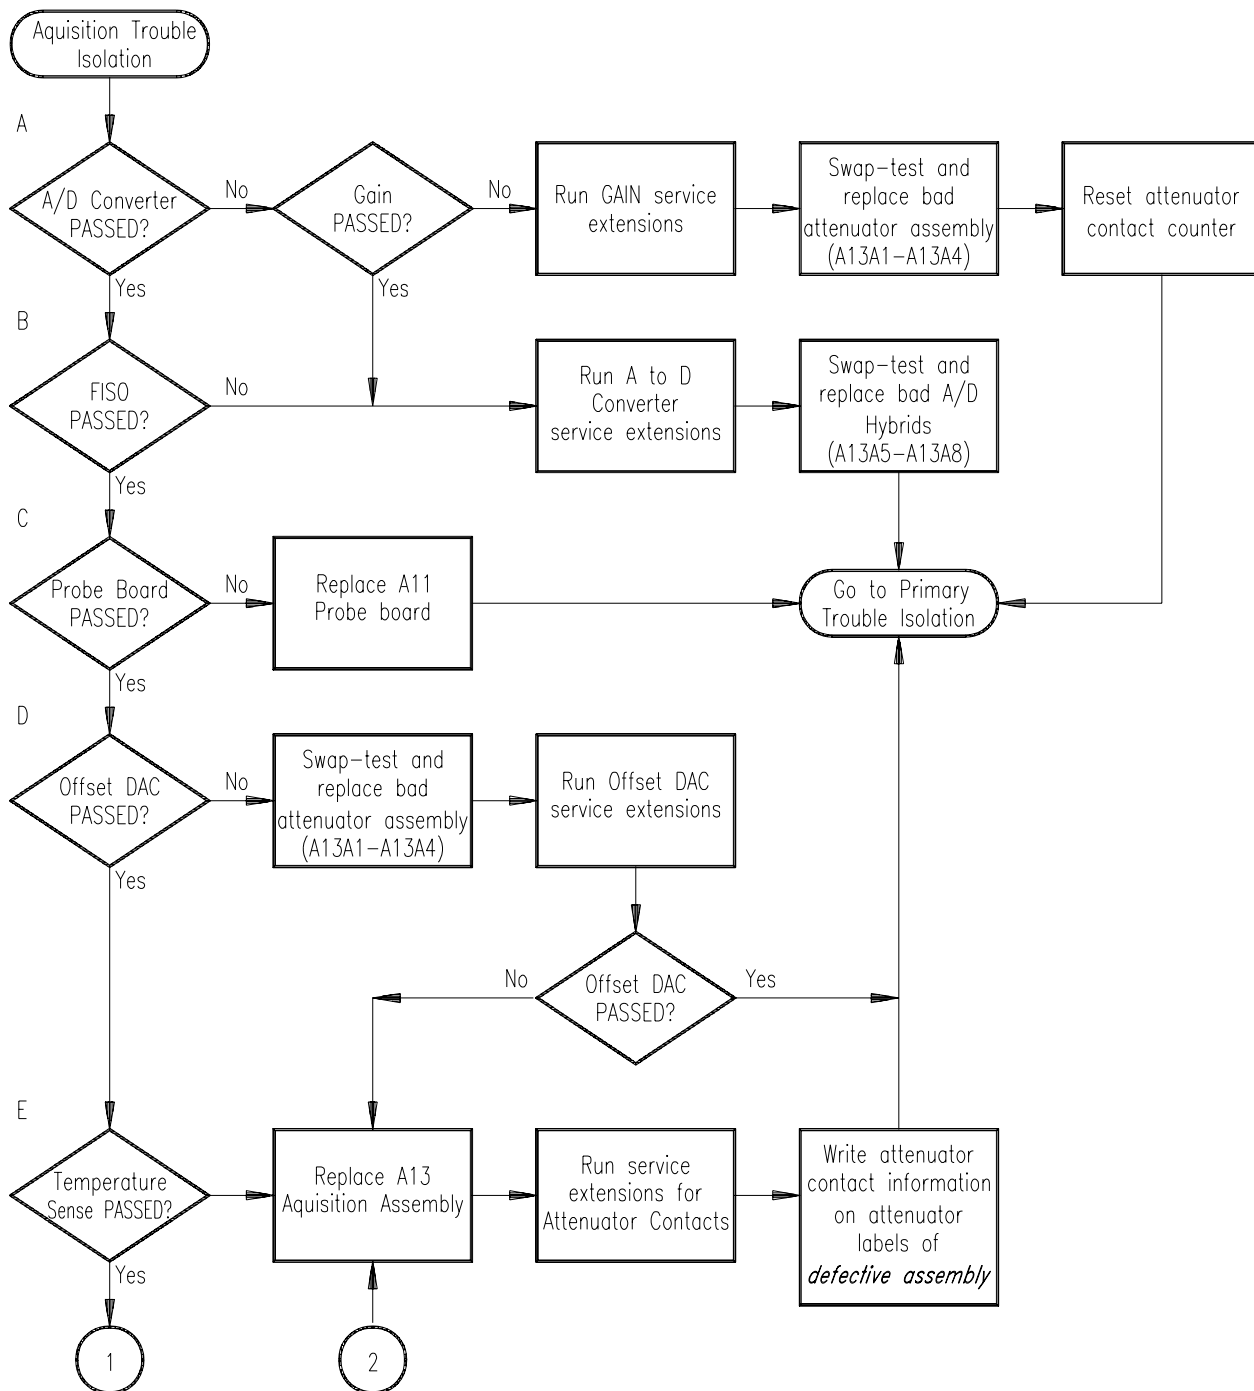 Aquisition Trouble
Isolation
A
A/D Converter
PASSED?
No
Yes
Gain
PASSED?
No
Yes
Run GAIN service
extensions
Swap-test and
replace bad
attenuator assembly
(A13A1-A13A4)
Reset attenuator
contact counter
B
FISO
PASSED?
No
Yes
Run A to D
Converter
service extensions
Swap-test and
replace bad A/D
Hybrids
(A13A5-A13A8)
C
Probe Board
PASSED?
No
Yes
Replace A11
Probe board
Go to Primary
Trouble Isolation
D
Offset DAC
PASSED?
No
Yes
Swap-test and
replace bad
attenuator assembly
(A13A1-A13A4)
Run Offset DAC
service extensions
No
Offset DAC
PASSED?
Yes
E
Temperature
Sense PASSED?
Yes
Replace A13
Aquisition Assembly
Run service
extensions for
Attenuator Contacts
Write attenuator
contact information
on attenuator
labels of
defective assembly
1
2